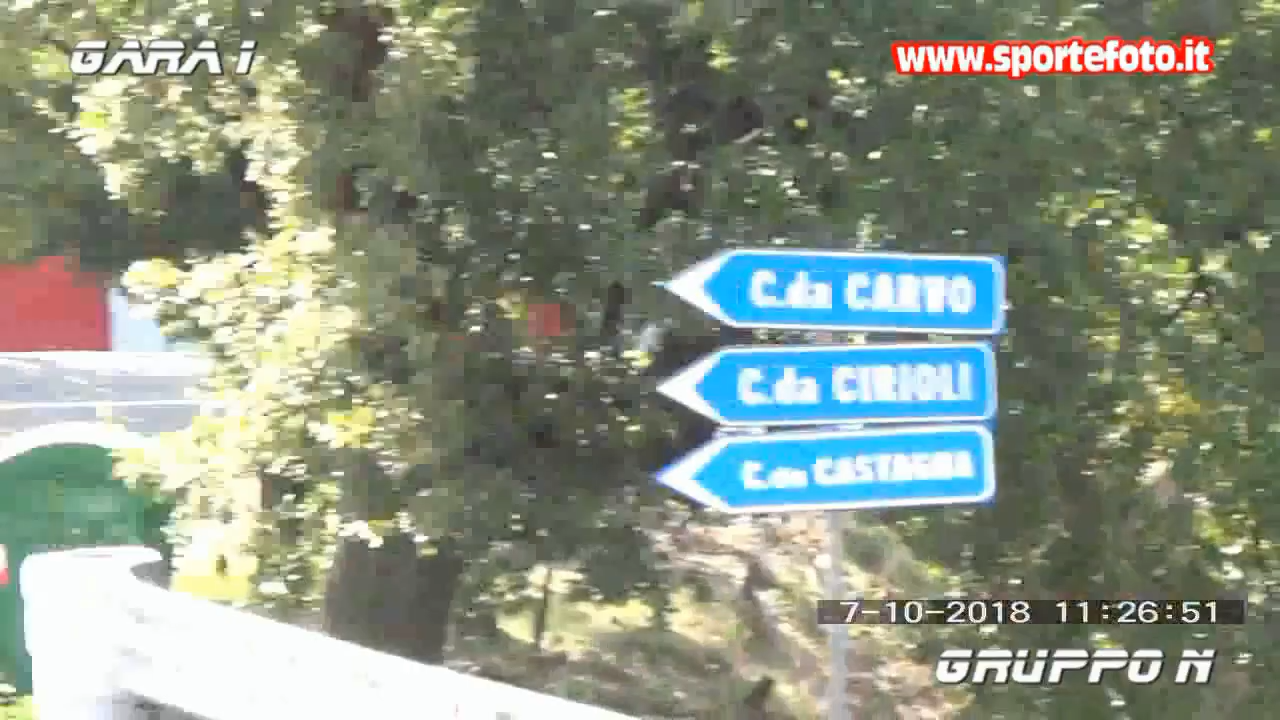 GARA 1
www.sportefoto.it
C.da CARVO
C.da CIRIOLI
C.da CASTAGNA
7-10-2018 11:26:51
GRUPPO N